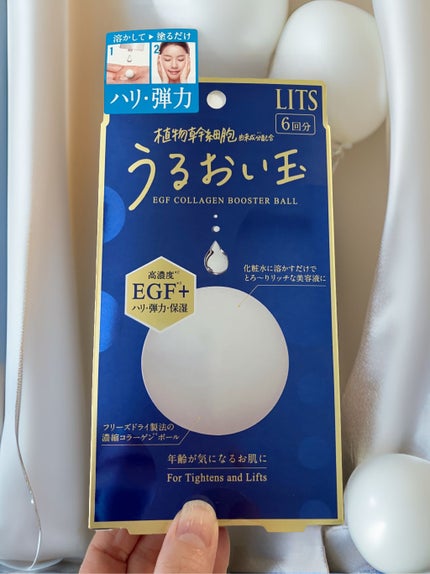 溶かして▶塗るだけ
1 2
ハリ・弾力
LITS
6回分
植物幹細胞由来成分配合
うるおい玉
EGF COLLAGEN BOOSTER BALL
化粧水に溶かすだけで
とろ〜りリッチな美容液に
高濃度
EGF+
ハリ・弾力・保湿
フリーズドライ製法の
濃縮コラーゲンボール
年齢が気になるお肌に
For Tightens and Lifts